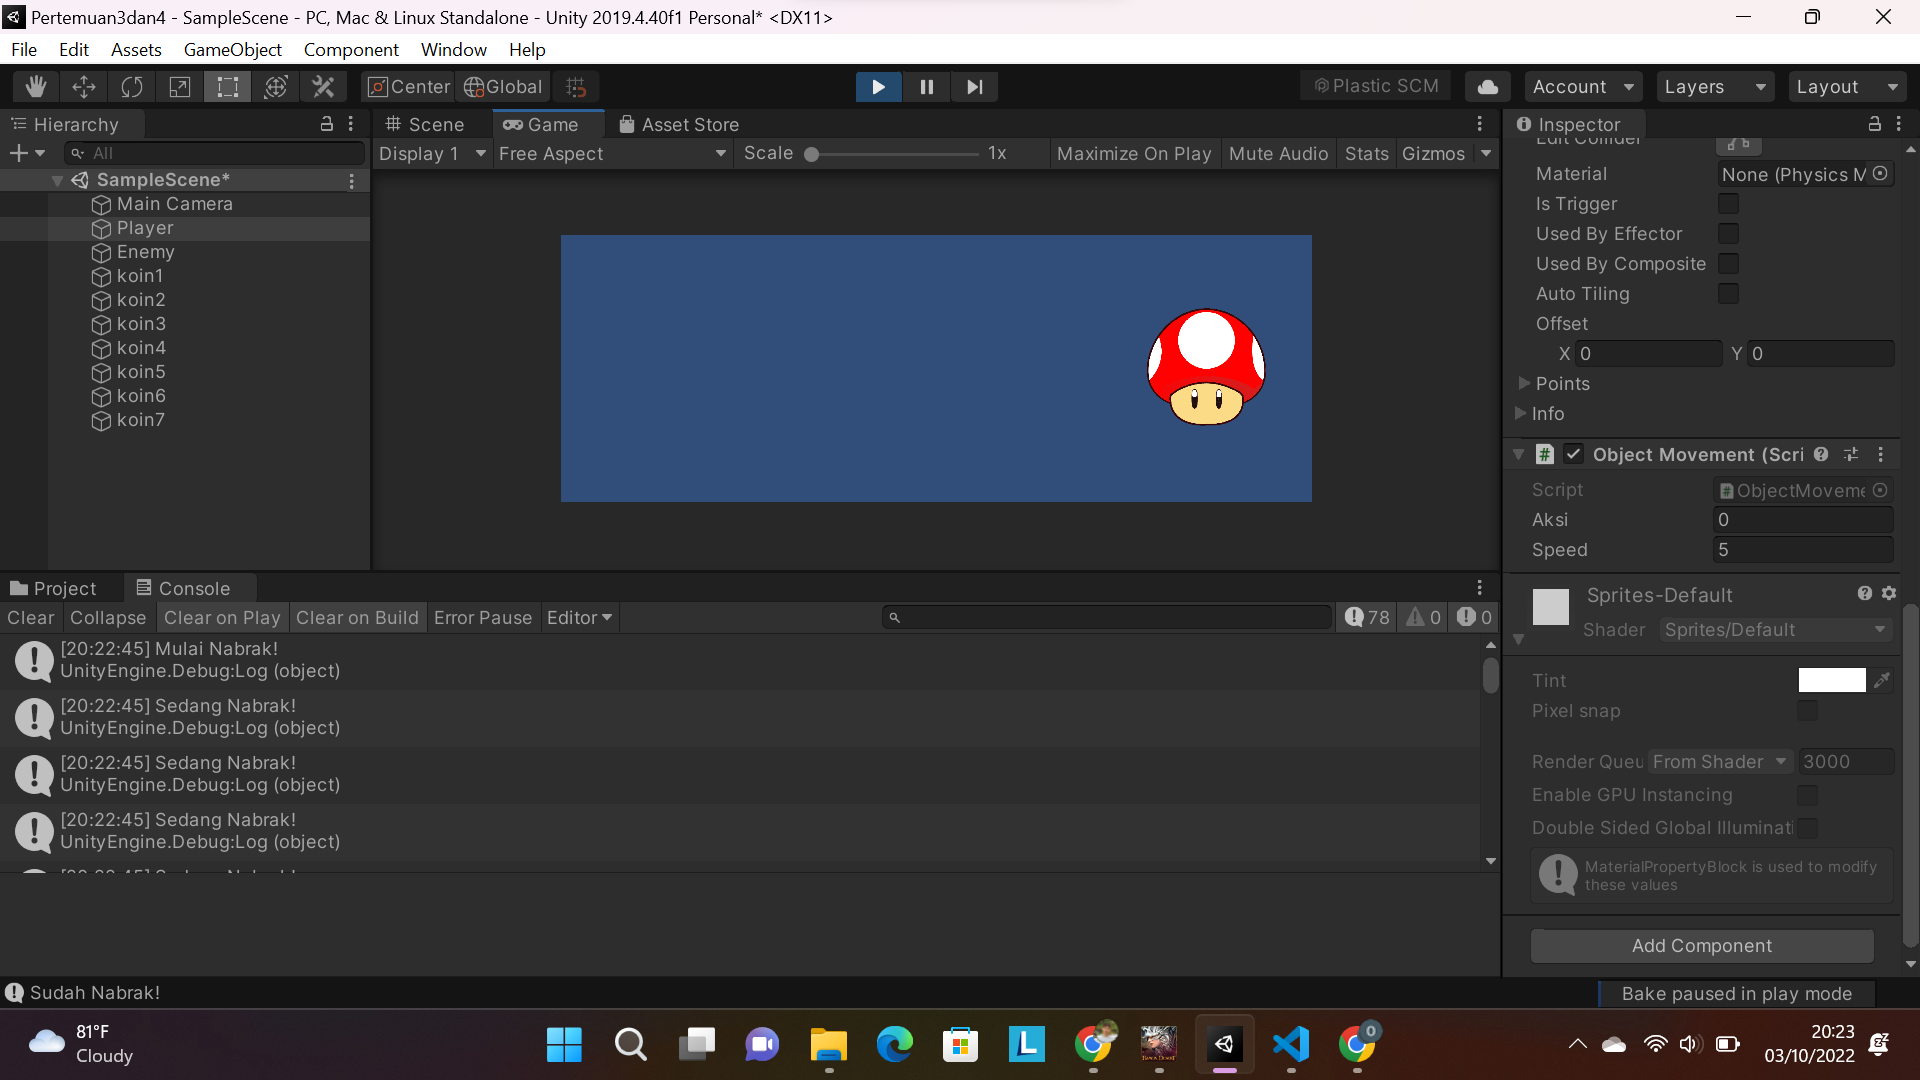 Pertemuan3dan4 - SampleScene - PC, Mac & Linux Standalone - Unity 2019.4.40f1 Personal* <DX11>
File Edit Assets GameObject Component Window Help
Center Global Plastic SCM Account Layers Layout
Hierarchy
All
SampleScene*
Main Camera
Player
Enemy
koin1
koin2
koin3
koin4
koin5
koin6
koin7
Scene Game Asset Store
Display 1 Free Aspect Scale 1x Maximize On Play Mute Audio Stats Gizmos
Project Console
Clear Collapse Clear on Play Clear on Build Error Pause Editor 78 0 0
[20:22:45] Mulai Nabrak!
UnityEngine.Debug:Log (object)
[20:22:45] Sedang Nabrak!
UnityEngine.Debug:Log (object)
[20:22:45] Sedang Nabrak!
UnityEngine.Debug:Log (object)
[20:22:45] Sedang Nabrak!
UnityEngine.Debug:Log (object)
Inspector
Edit Collider
Material None (Physics M
Is Trigger
Used By Effector
Used By Composite
Auto Tiling
Offset
X 0 Y 0
Points
Info
# Object Movement (Scri
Script ObjectMoveme
Aksi 0
Speed 5
Sprites-Default
Shader Sprites/Default
Tint
Pixel snap
Render Queu From Shader 3000
Enable GPU Instancing
Double Sided Global Illuminati
MaterialPropertyBlock is used to modify
these values
Add Component
Sudah Nabrak!
Bake paused in play mode
81°F
Cloudy
20:23
03/10/2022